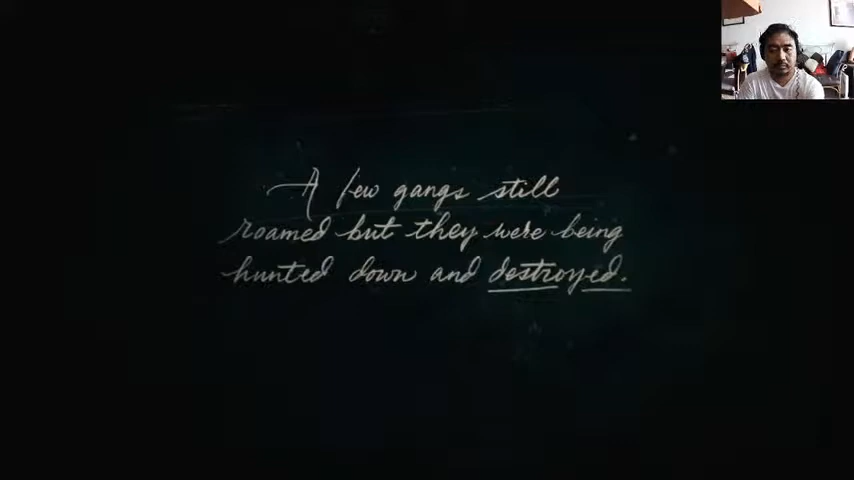 A few gangs still
roamed but they were being
hunted down and destroyed.